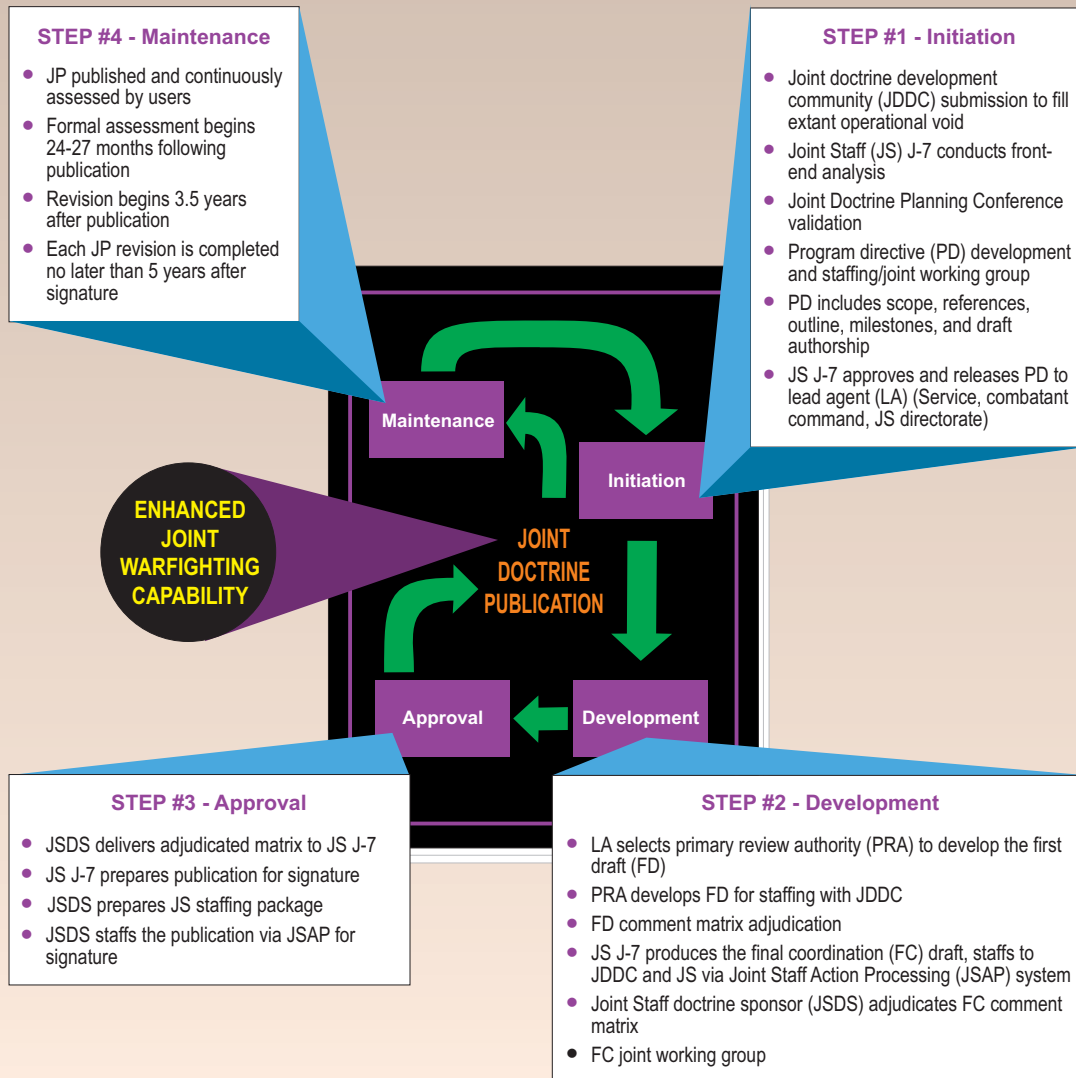 STEP #4 - Maintenance
• JP published and continuously
assessed by users
• Formal assessment begins
24-27 months following
publication
• Revision begins 3.5 years
after publication
• Each JP revision is completed
no later than 5 years after
signature
STEP #1 - Initiation
• Joint doctrine development
community (JDDC) submission to fill
extant operational void
• Joint Staff (JS) J-7 conducts front-
end analysis
• Joint Doctrine Planning Conference
validation
• Program directive (PD) development
and staffing/joint working group
• PD includes scope, references,
outline, milestones, and draft
authorship
• JS J-7 approves and releases PD to
lead agent (LA) (Service, combatant
command, JS directorate)
Maintenance
Initiation
ENHANCED
JOINT
WARFIGHTING
CAPABILITY
JOINT
DOCTRINE
PUBLICATION
Approval
Development
STEP #3 - Approval
• JSDS delivers adjudicated matrix to JS J-7
• JS J-7 prepares publication for signature
• JSDS prepares JS staffing package
• JSDS staffs the publication via JSAP for
signature
STEP #2 - Development
• LA selects primary review authority (PRA) to develop the first
draft (FD)
• PRA develops FD for staffing with JDDC
• FD comment matrix adjudication
• JS J-7 produces the final coordination (FC) draft, staffs to
JDDC and JS via Joint Staff Action Processing (JSAP) system
• Joint Staff doctrine sponsor (JSDS) adjudicates FC comment
matrix
• FC joint working group